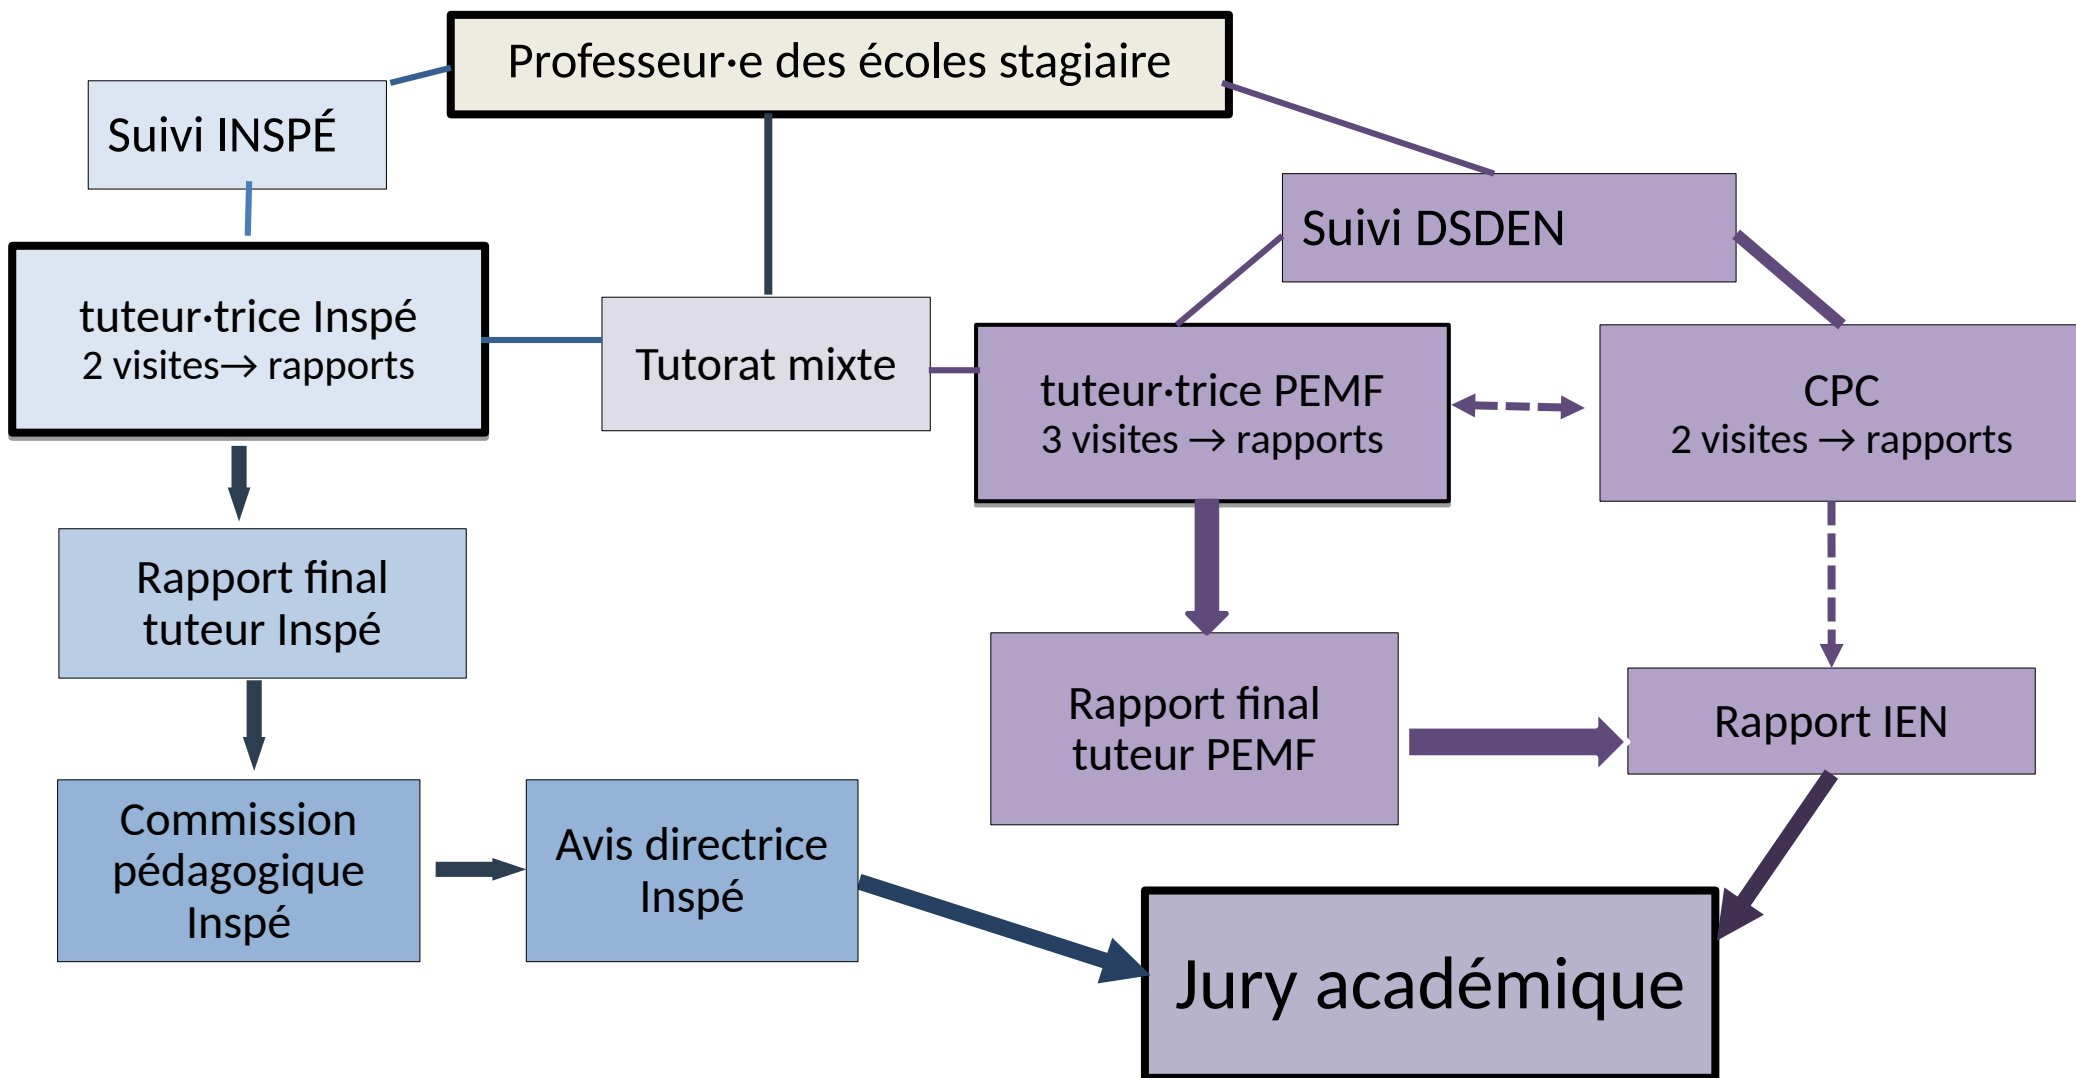 Professeur·e des écoles stagiaire
Suivi INSPÉ
Suivi DSDEN
tuteur·trice Inspé
2 visites→ rapports
Tutorat mixte
tuteur·trice PEMF
3 visites → rapports
CPC
2 visites → rapports
Rapport final
tuteur Inspé
Rapport final
tuteur PEMF
Rapport IEN
Commission
pédagogique
Inspé
Avis directrice
Inspé
Jury académique